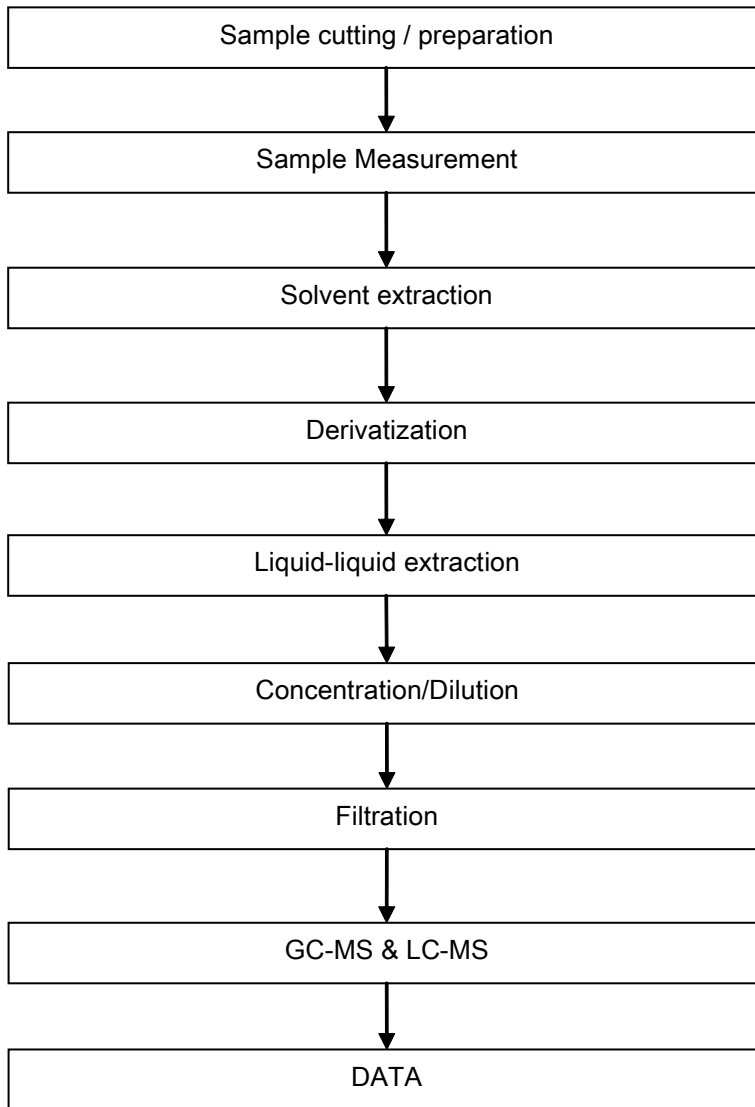 Sample cutting / preparation
Sample Measurement
Solvent extraction
Derivatization
Liquid-liquid extraction
Concentration/Dilution
Filtration
GC-MS & LC-MS
DATA